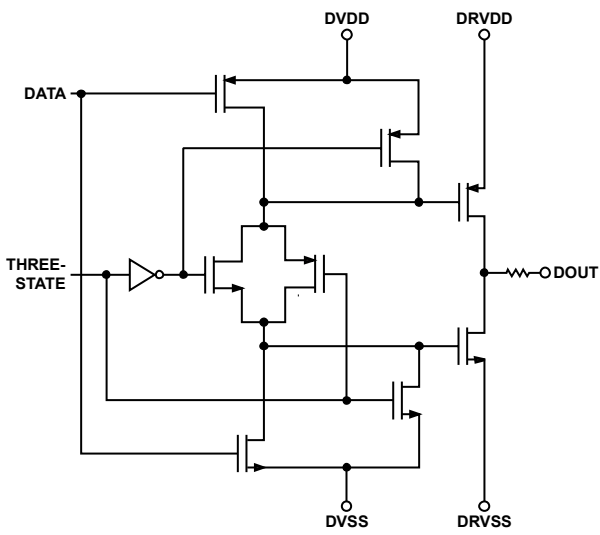 DVDD
DRVDD
DATA
THREE-
STATE
DOUT
DVSS
DRVSS